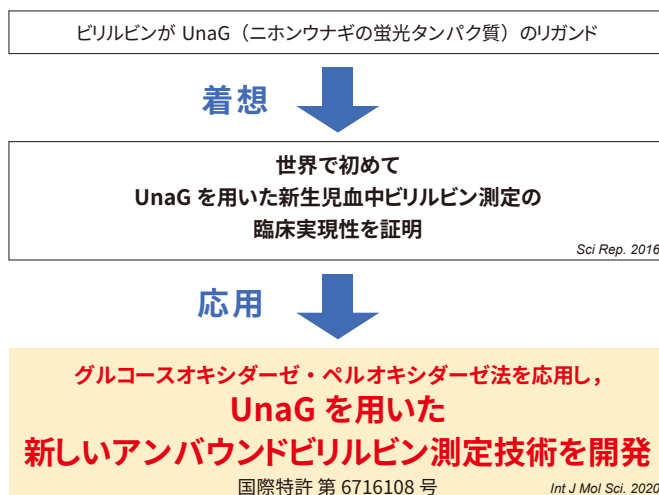 ビリルビンが UnaG（ニホンウナギの蛍光タンパク質）のリガンド
着想
世界で初めて
UnaG を用いた新生児血中ビリルビン測定の
臨床実現性を証明
Sci Rep. 2016
応用
グルコースオキシダーゼ・ペルオキシダーゼ法を応用し，
UnaG を用いた
新しいアンバウンドビリルビン測定技術を開発
国際特許 第 6716108 号
Int J Mol Sci. 2020